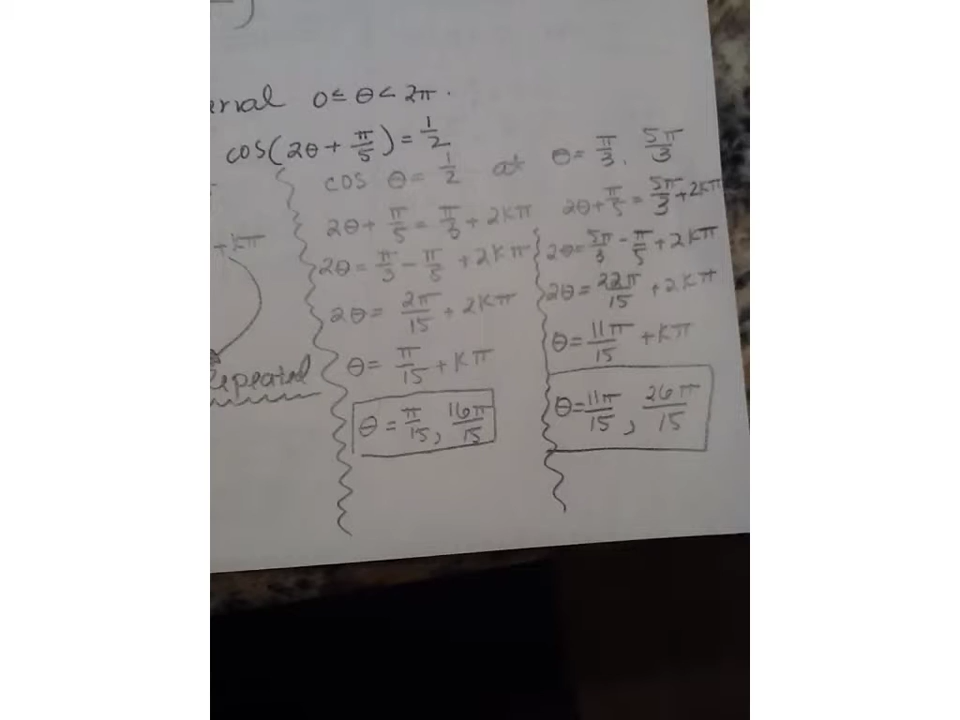 0 ≤ θ < 2π.
cos(2θ + π/5) = 1/2
cos θ = 1/2 at θ = π/3, 5π/3
2θ + π/5 = π/3 + 2kπ
2θ = π/3 - π/5 + 2kπ
2θ = 2π/15 + 2kπ
θ = π/15 + kπ
θ = π/15, 16π/15
2θ + π/5 = 5π/3 + 2kπ
2θ = 5π/3 - π/5 + 2kπ
2θ = 22π/15 + 2kπ
θ = 11π/15 + kπ
θ = 11π/15, 26π/15
+ kπ
repeated